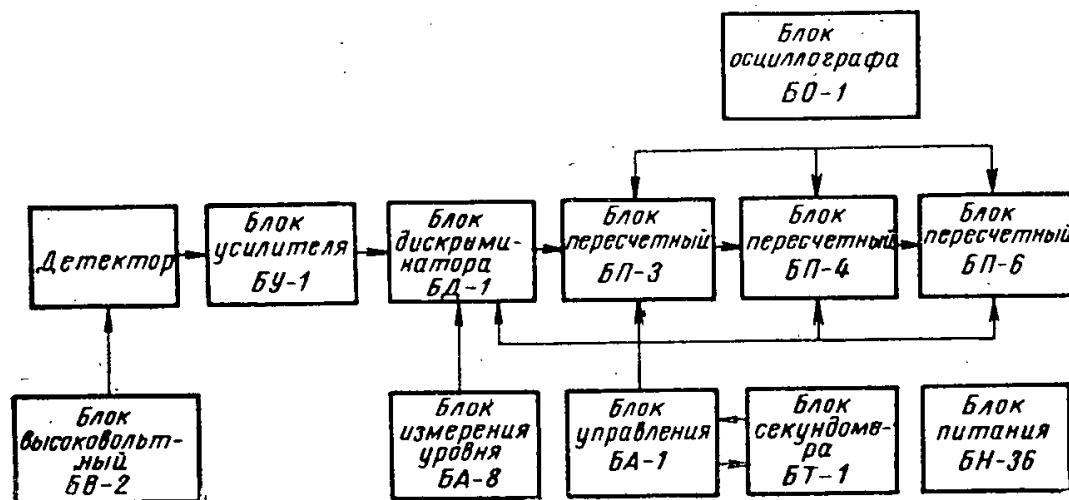 Блок
осциллографа
БО-1
Детектор
Блок
усилителя
БУ-1
Блок
дискрими-
натора
БД-1
Блок
пересчетный
БП-3
Блок
пересчетный
БП-4
Блок
пересчетный
БП-6
Блок
высоковольт-
ный
БВ-2
Блок
измерения
уровня
БА-8
Блок
управления
БА-1
Блок
секундоме-
ра
БТ-1
Блок
питания
БН-36